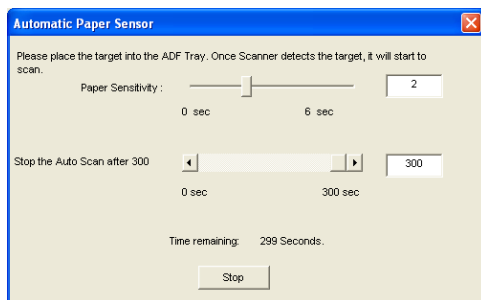 Automatic Paper Sensor
Please place the target into the ADF Tray. Once Scanner detects the target, it will start to
scan.
Paper Sensitivity :
2
0 sec
6 sec
Stop the Auto Scan after 300
300
0 sec
300 sec
Time remaining: 299 Seconds.
Stop